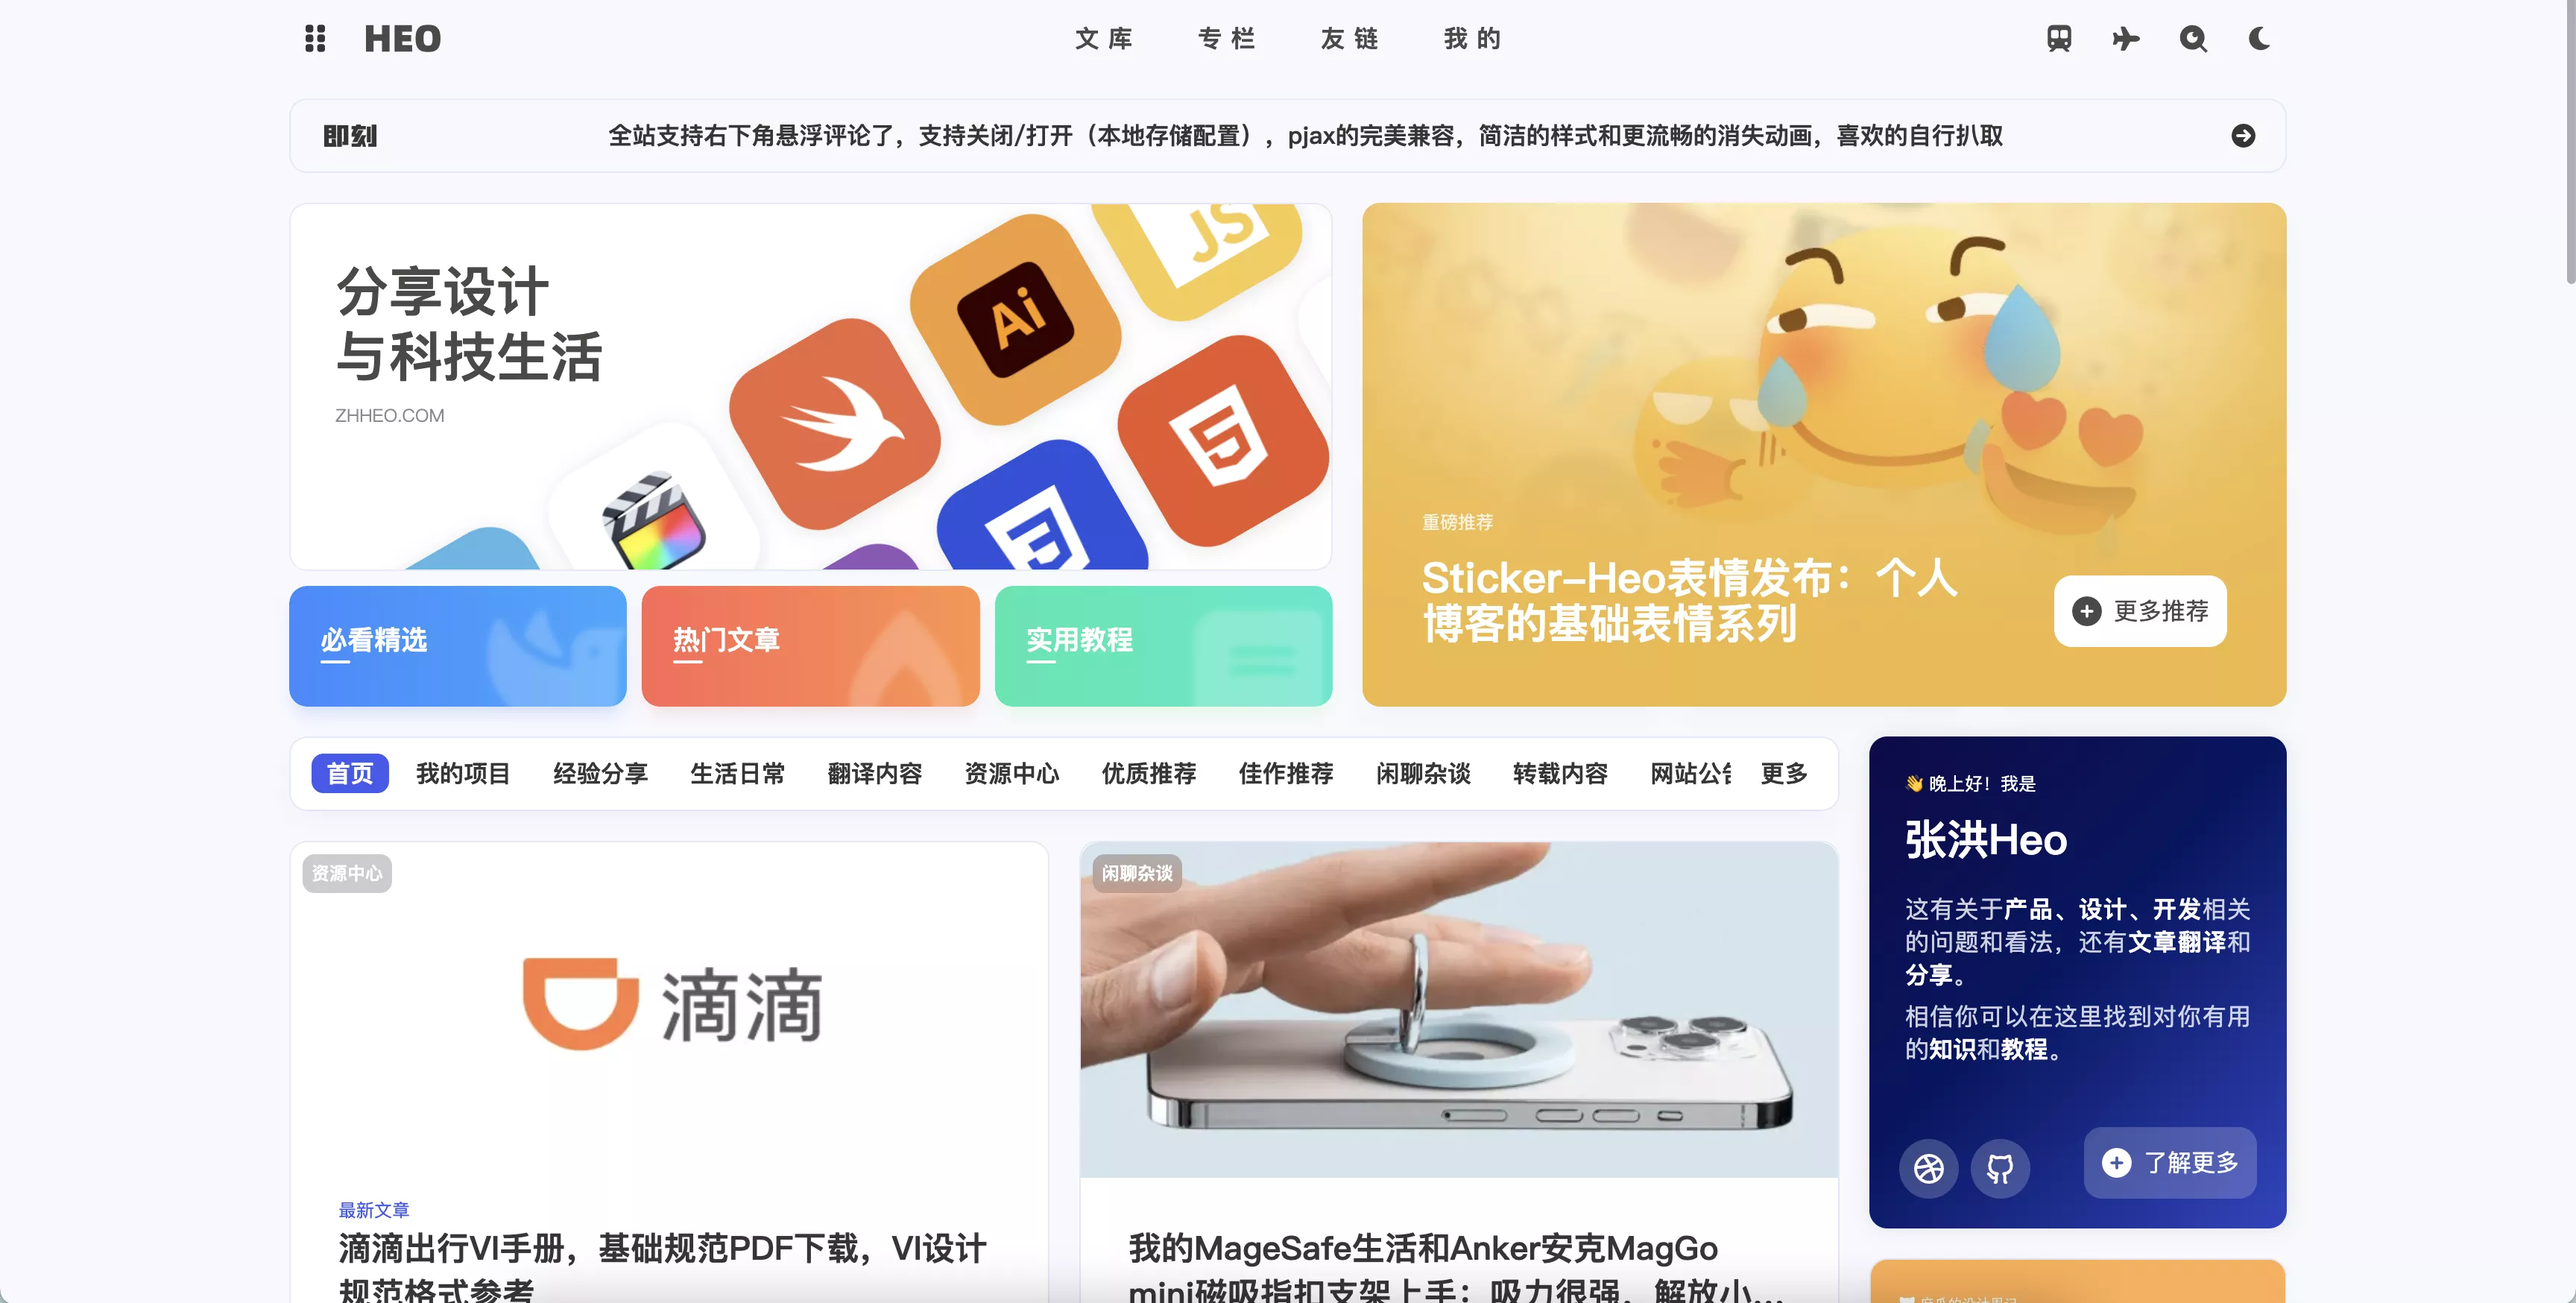 HEO
文库 专栏 友链 我的
即刻
全站支持右下角悬浮评论了，支持关闭/打开（本地存储配置），pjax的完美兼容，简洁的样式和更流畅的消失动画，喜欢的自行扒取
分享设计
与科技生活
ZHHEO.COM
JS
Ai
重磅推荐
Sticker-Heo表情发布：个人
博客的基础表情系列
更多推荐
必看精选
热门文章
实用教程
首页 我的项目 经验分享 生活日常 翻译内容 资源中心 优质推荐 佳作推荐 闲聊杂谈 转载内容 网站公告 更多
资源中心
滴滴
最新文章
滴滴出行VI手册，基础规范PDF下载，VI设计
规范格式参考
闲聊杂谈
我的MageSafe生活和Anker安克MagGo
mini磁吸指扣支架上手：吸力很强，解放小...
👋 晚上好！我是
张洪Heo
这有关于产品、设计、开发相关
的问题和看法，还有文章翻译和
分享。
相信你可以在这里找到对你有用
的知识和教程。
了解更多